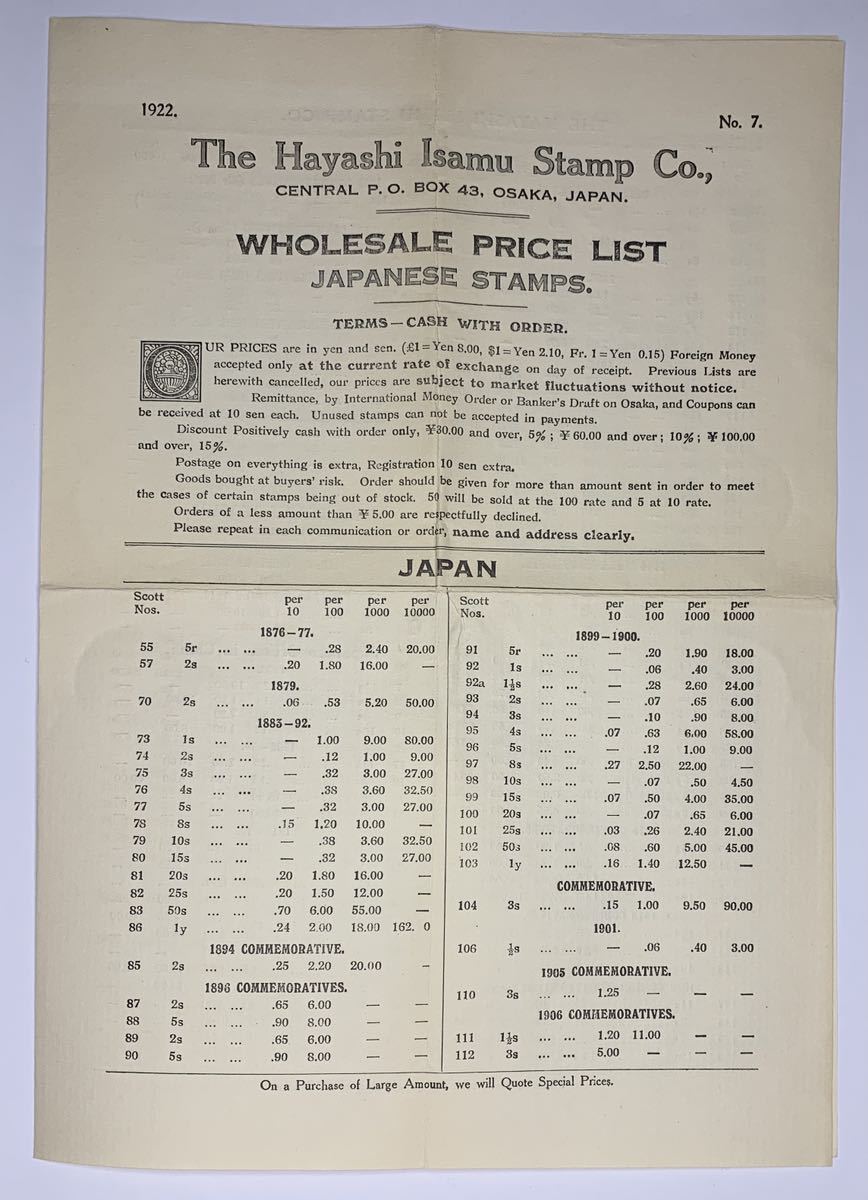 1922.
No. 7.
The Hayashi Isamu Stamp Co.,
CENTRAL P. O. BOX 43, OSAKA, JAPAN.
WHOLESALE PRICE LIST
JAPANESE STAMPS.
TERMS—CASH WITH ORDER.
UR PRICES are in yen and sen. (£1=Yen 8.00, $1=Yen 2.10, Fr. 1=Yen 0.15) Foreign Money
accepted only at the current rate of exchange on day of receipt. Previous Lists are
herewith cancelled, our prices are subject to market fluctuations without notice.
Remittance, by International Money Order or Banker's Draft on Osaka, and Coupons can
be received at 10 sen each. Unused stamps can not be accepted in payments.
Discount Positively cash with order only, ¥30.00 and over, 5% ; ¥ 60.00 and over ; 10% ; ¥ 100.00
and over, 15%.
Postage on everything is extra, Registration 10 sen extra.
Goods bought at buyers' risk. Order should be given for more than amount sent in order to meet
the cases of certain stamps being out of stock. 50 will be sold at the 100 rate and 5 at 10 rate.
Orders of a less amount than ¥ 5.00 are respectfully declined.
Please repeat in each communication or order, name and address clearly.
JAPAN
Scott Nos. per 10 per 100 per 1000 per 10000
1876—77.
55 5r ... ... — .28 2.40 20.00
57 2s ... ... .20 1.80 16.00 —
1879.
70 2s ... ... .06 .53 5.20 50.00
1883—92.
73 1s ... ... — 1.00 9.00 80.00
74 2s ... ... — .12 1.00 9.00
75 3s ... ... — .32 3.00 27.00
76 4s ... ... — .38 3.60 32.50
77 5s ... ... — .32 3.00 27.00
78 8s ... ... .15 1.20 10.00 —
79 10s ... ... — .38 3.60 32.50
80 15s ... ... — .32 3.00 27.00
81 20s ... ... .20 1.80 16.00 —
82 25s ... ... .20 1.50 12.00 —
83 50s ... ... .70 6.00 55.00 —
86 1y ... ... .24 2.00 18.00 162. 0
1894 COMMEMORATIVE.
85 2s ... ... .25 2.20 20.00 —
1896 COMMEMORATIVES.
87 2s ... ... .65 6.00 — —
88 5s ... ... .90 8.00 — —
89 2s ... ... .65 6.00 — —
90 5s ... ... .90 8.00 — —
Scott Nos. per 10 per 100 per 1000 per 10000
1899—1900.
91 5r ... ... — .20 1.90 18.00
92 1s ... ... — .06 .40 3.00
92a 1½s ... ... — .28 2.60 24.00
93 2s ... ... — .07 .65 6.00
94 3s ... ... — .10 .90 8.00
95 4s ... ... .07 .63 6.00 58.00
96 5s ... ... — .12 1.00 9.00
97 8s ... ... .27 2.50 22.00 —
98 10s ... ... — .07 .50 4.50
99 15s ... ... .07 .50 4.00 35.00
100 20s ... ... — .07 .65 6.00
101 25s ... ... .03 .26 2.40 21.00
102 50s ... ... .08 .60 5.00 45.00
103 1y ... ... .16 1.40 12.50 —
COMMEMORATIVE.
104 3s ... ... .15 1.00 9.50 90.00
1901.
106 ½s ... ... — .06 .40 3.00
1905 COMMEMORATIVE.
110 3s ... ... 1.25 — — —
1906 COMMEMORATIVES.
111 1½s ... ... 1.20 11.00 — —
112 3s ... ... 5.00 — — —
On a Purchase of Large Amount, we will Quote Special Prices.